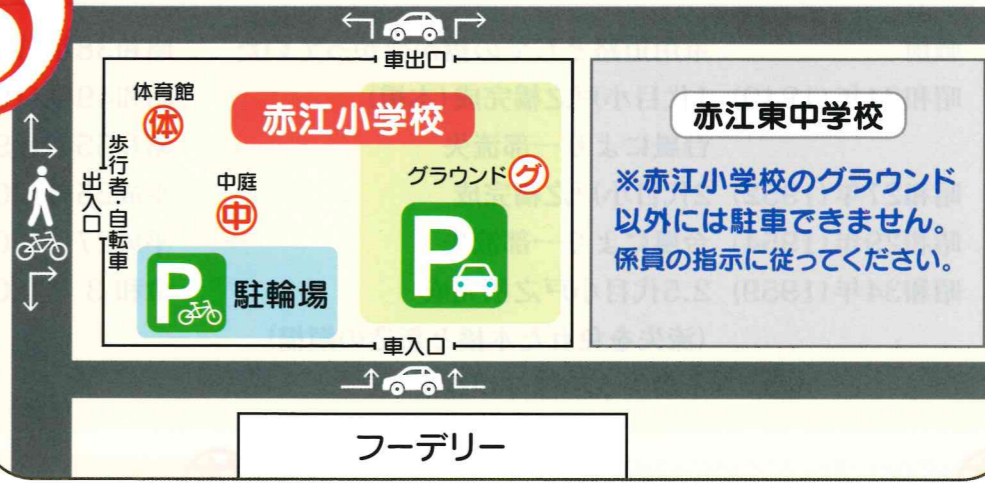 車出口
体育館
体
赤江小学校
赤江東中学校
歩行者・自転車
出入口
中庭
中
グラウンド
グ
※赤江小学校のグラウンド
以外には駐車できません。
係員の指示に従ってください。
P
P
駐輪場
車入口
フーデリー